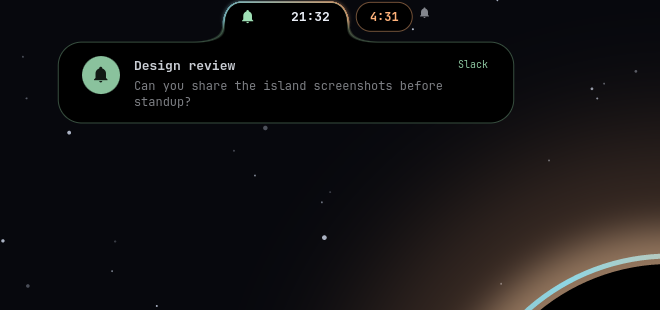 21:32
4:31
Design review
Slack
Can you share the island screenshots before
standup?